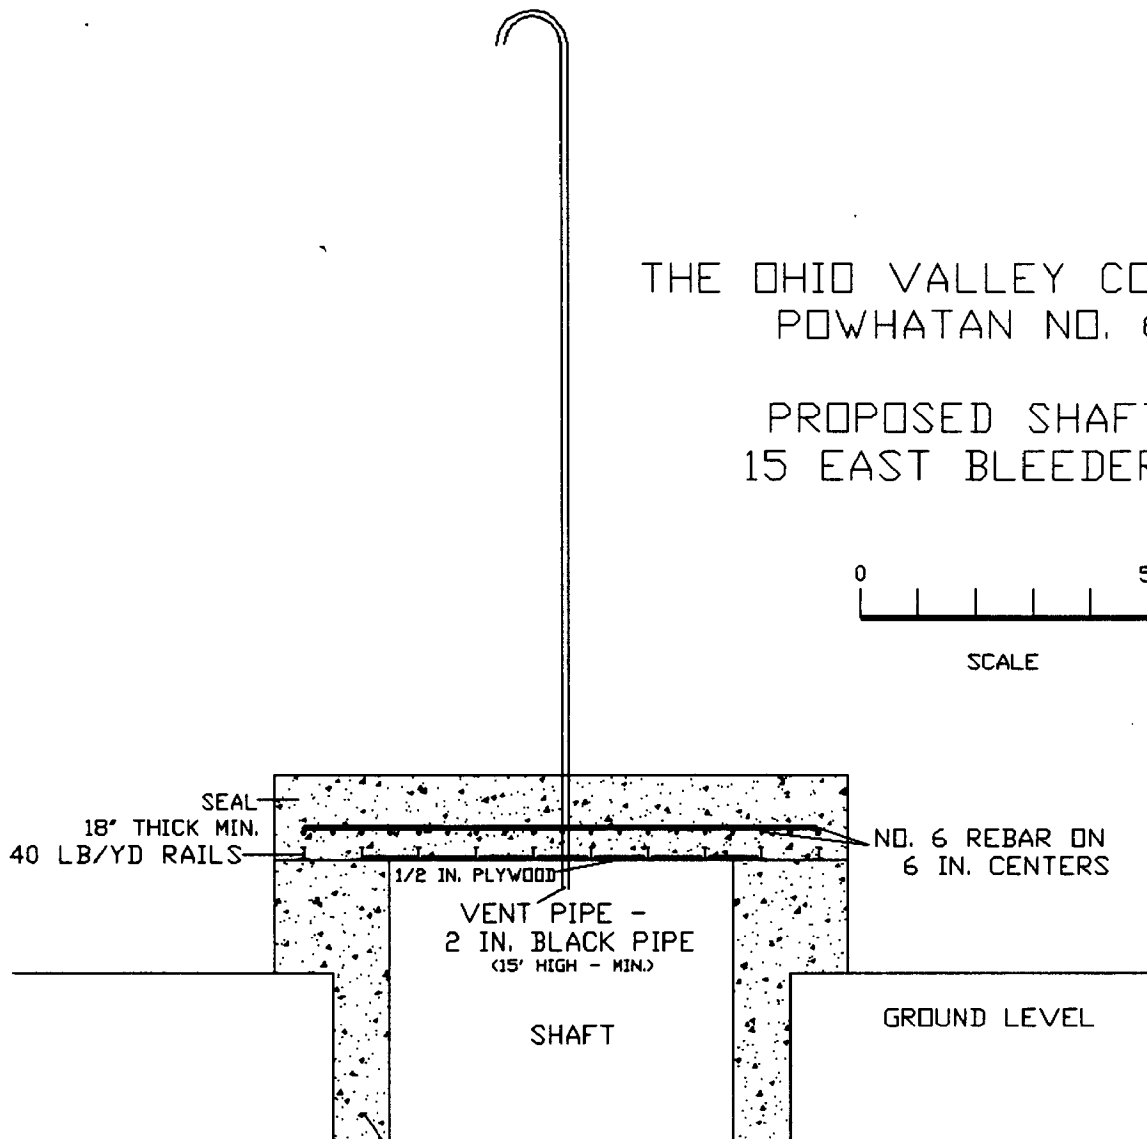 THE OHIO VALLEY CO
POWHATAN NO.
PROPOSED SHAFT
15 EAST BLEEDER
0 5
SCALE
SEAL
18" THICK MIN.
40 LB/YD RAILS
NO. 6 REBAR ON
6 IN. CENTERS
1/2 IN. PLYWOOD
VENT PIPE -
2 IN. BLACK PIPE
(15' HIGH - MIN.)
SHAFT
GROUND LEVEL